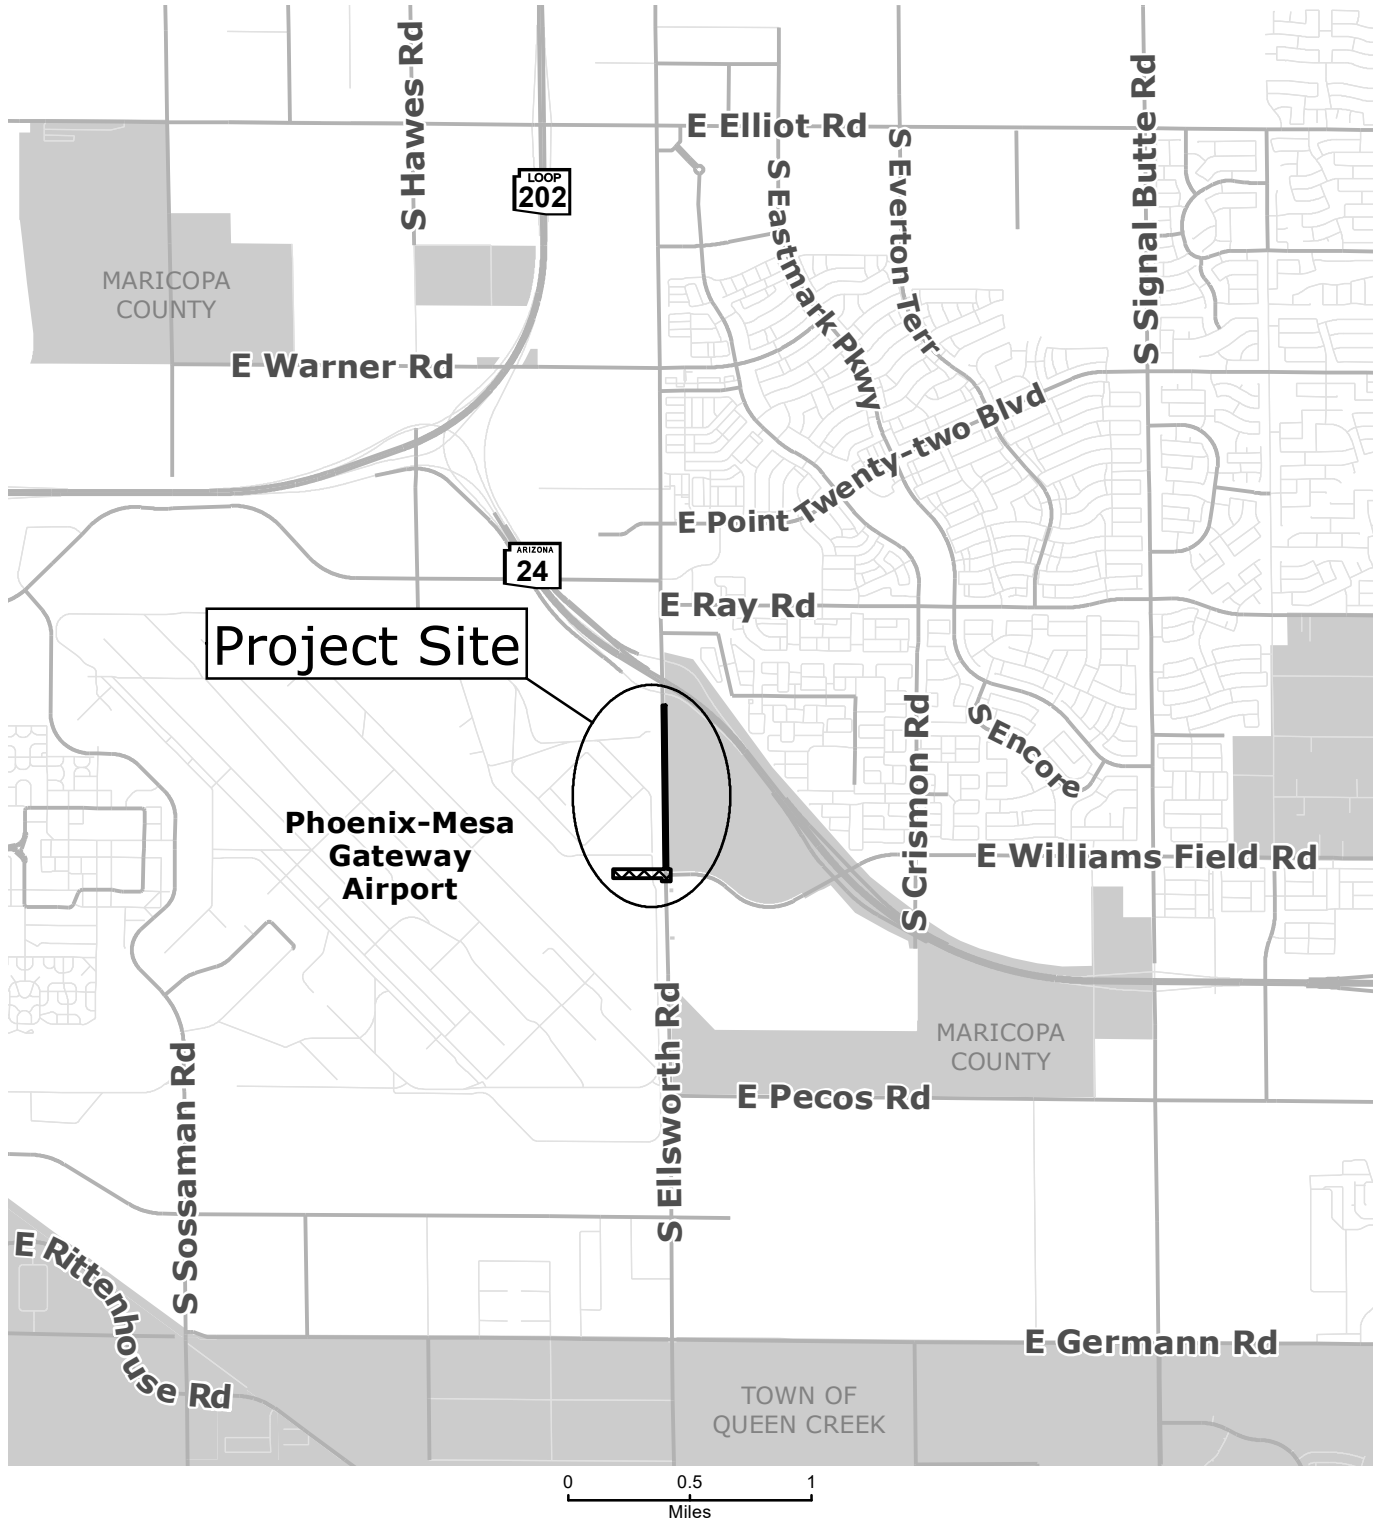 S Hawes Rd
E Elliot Rd
S Signal Butte Rd
LOOP
202
S Eastmark Pkwy
S Everton Terr
MARICOPA
COUNTY
E Warner Rd
E Point Twenty-two Blvd
ARIZONA
24
E Ray Rd
Project Site
S Encore
S Crismon Rd
Phoenix-Mesa
Gateway
Airport
E Williams Field Rd
S Ellsworth Rd
MARICOPA
COUNTY
E Pecos Rd
S Sossaman Rd
E Rittenhouse Rd
E Germann Rd
TOWN OF
QUEEN CREEK
0 0.5 1
Miles